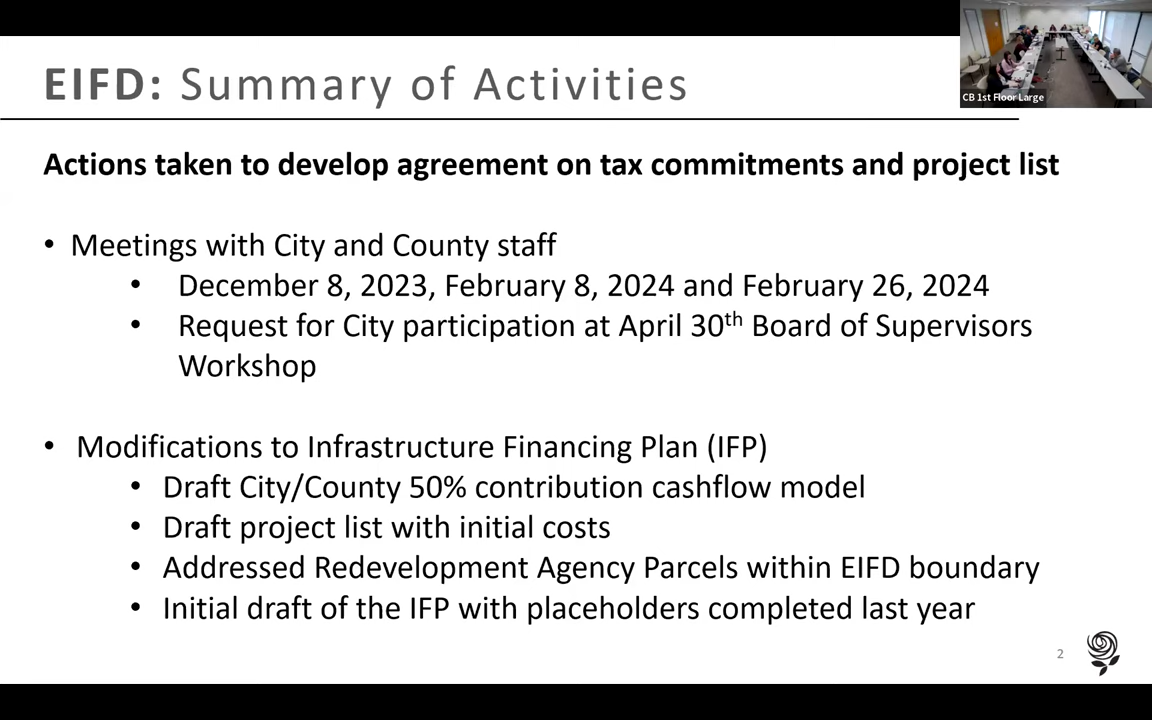 EIFD: Summary of Activities
CB 1st Floor Large
Actions taken to develop agreement on tax commitments and project list
• Meetings with City and County staff
• December 8, 2023, February 8, 2024 and February 26, 2024
• Request for City participation at April 30th Board of Supervisors
Workshop
• Modifications to Infrastructure Financing Plan (IFP)
• Draft City/County 50% contribution cashflow model
• Draft project list with initial costs
• Addressed Redevelopment Agency Parcels within EIFD boundary
• Initial draft of the IFP with placeholders completed last year
2